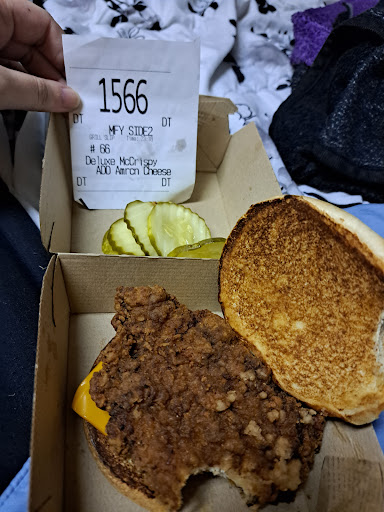 1566
DT DT
MFY SIDE2
# 66
Deluxe McCrispy
ADD Amrcn Cheese
DT DT